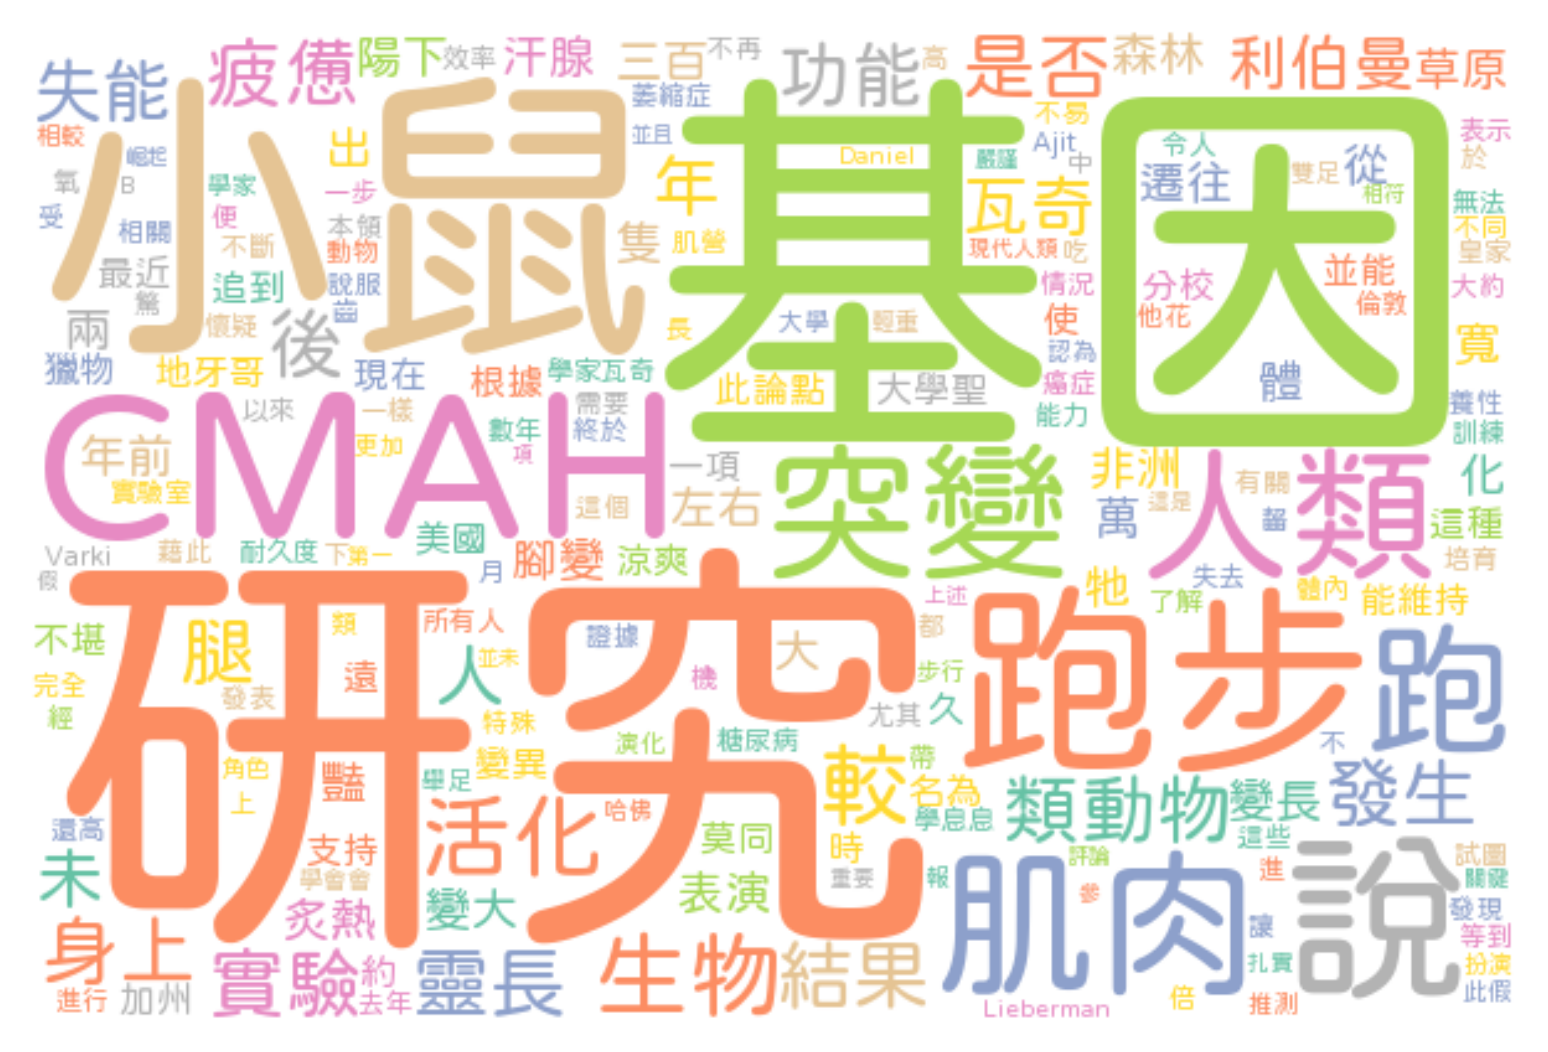 失能 疲憊 陽下 效率 汗腺 三百 不再 功能 高 是否 森林 利伯曼 草原
小鼠 基因
萎縮症 並且 不易 Ajit 中 令人 表示 於
相較 崛起 氧 B 學家 便 出 一步 Daniel 嚴謹 遷往 從 雙足 相符
受 相關 不斷 本領 動物 年 隻 肌營 瓦奇 現代人類 吃 無法 不同 皇家
最近 篤 追到 說服 齒 情況 分校 並能 大約
兩 懷疑 後 長 大學 輕重 使 他花 倫敦 寬
獵物 地牙哥 現在 根據 學家瓦奇 認為 體
此論點 大學聖 癌症 能力 養性 訓練
CMAH
以來 一樣 需要 數年 終於 項 更加
年前 實驗室 一項 左右 這個 突變 非洲 人類 有關 化
萬 這是 齧 這種
Varki 藉此 耐久度 下 第一 美國 月 腳變 涼爽 培育
假 失去 牠 了解 體內 能維持
研究 跑步 跑
不堪 腿 類 所有人 證據 大 上述 都
完全 經 發表 遠 人 並未 機 步行 久 尤其
特殊 演化 糖尿病 不
角色 上 豔 舉足 變異 較 帶 名為 類動物 變長 發生
還高 支持 活化 哈佛 莫同 時 學息息 這些
未 學會會 重要 報 評論 試圖 關鍵
炙熱 變大 表演 肌肉 參 進 說 發現
身上 讓 等到
實驗 約 靈長 生物 結果 扎實 扮演
進行 加州 去年 Lieberman 倍 推測 此假